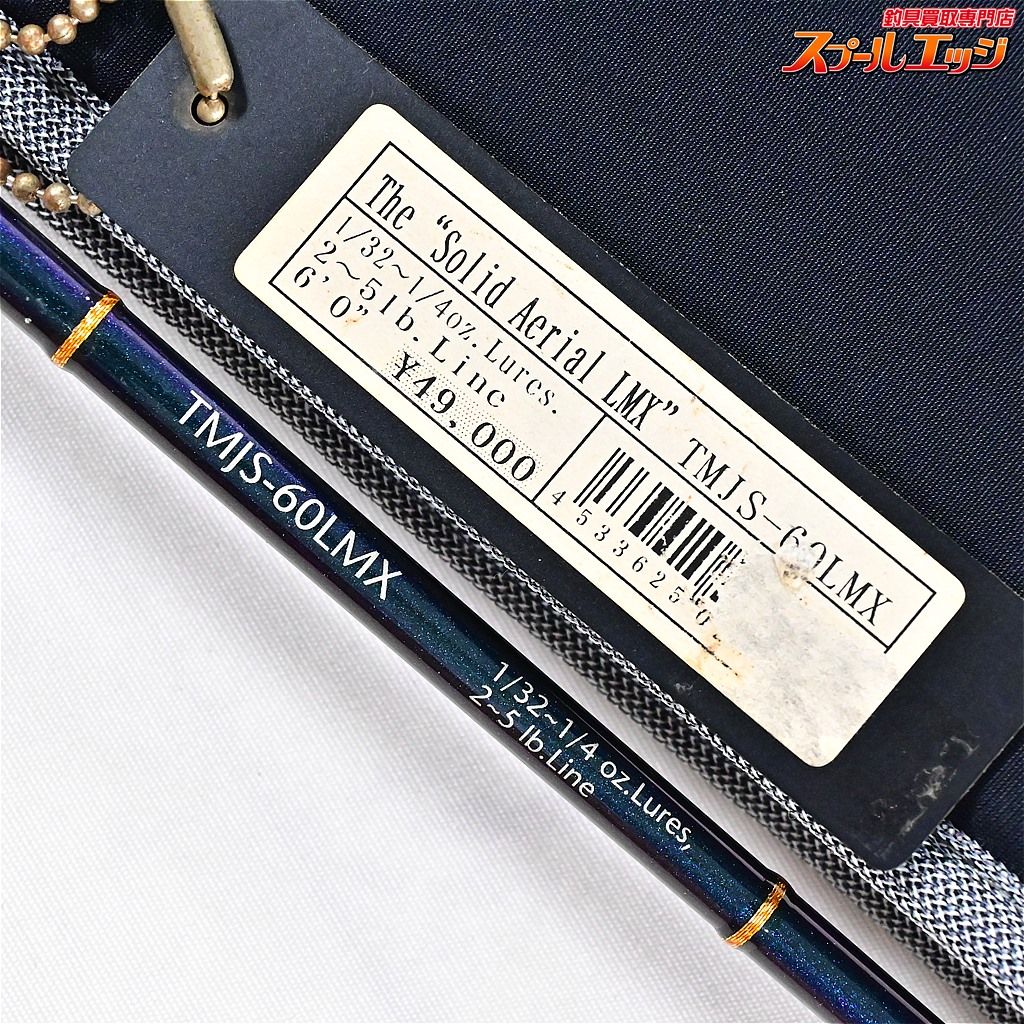 釣具買取専門店
スプールエッジ
The “Solid Aerial LMX” TMJS-60LMX
1/32~1/4oz. Lures.
2~5lb. Line
6'0”
¥49,000
4533625
TMJS-60LMX
1/32~1/4 oz.Lures,
2~5 lb.Line